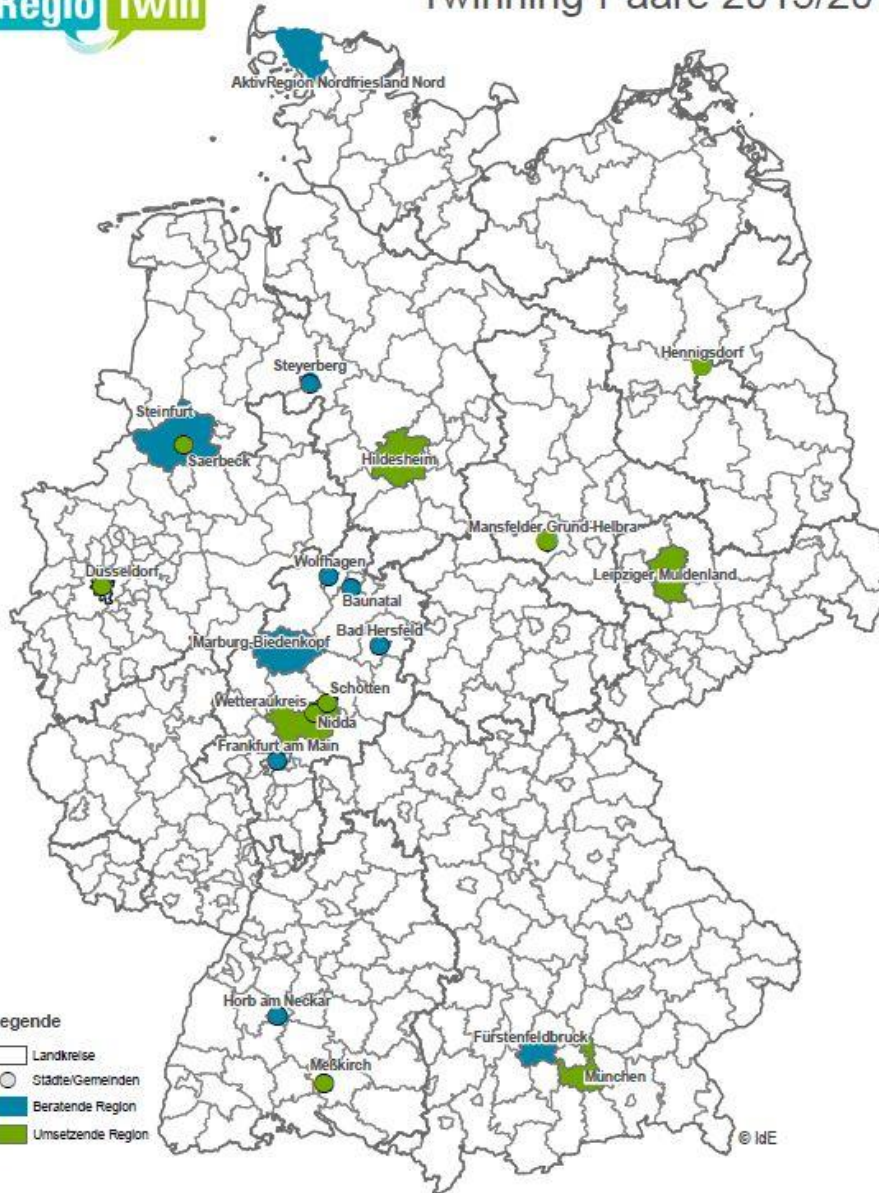 Regio Twin
Twinning-Paare
AktivRegion Nordfriesland Nord
Steyerberg
Hennigsdorf
Steinfurt
Saerbeck
Hildesheim
Mansfelder Grund-Helbra
Leipziger Muldenland
Düsseldorf
Wolfhagen
Baunatal
Bad Hersfeld
Marburg-Biedenkopf
Schotten
Wetteraukreis
Nidda
Frankfurt am Main
Horb am Neckar
Meßkirch
Fürstenfeldbruck
München
egende
Landkreise
Städte/Gemeinden
Beratende Region
Umsetzende Region
© IdE